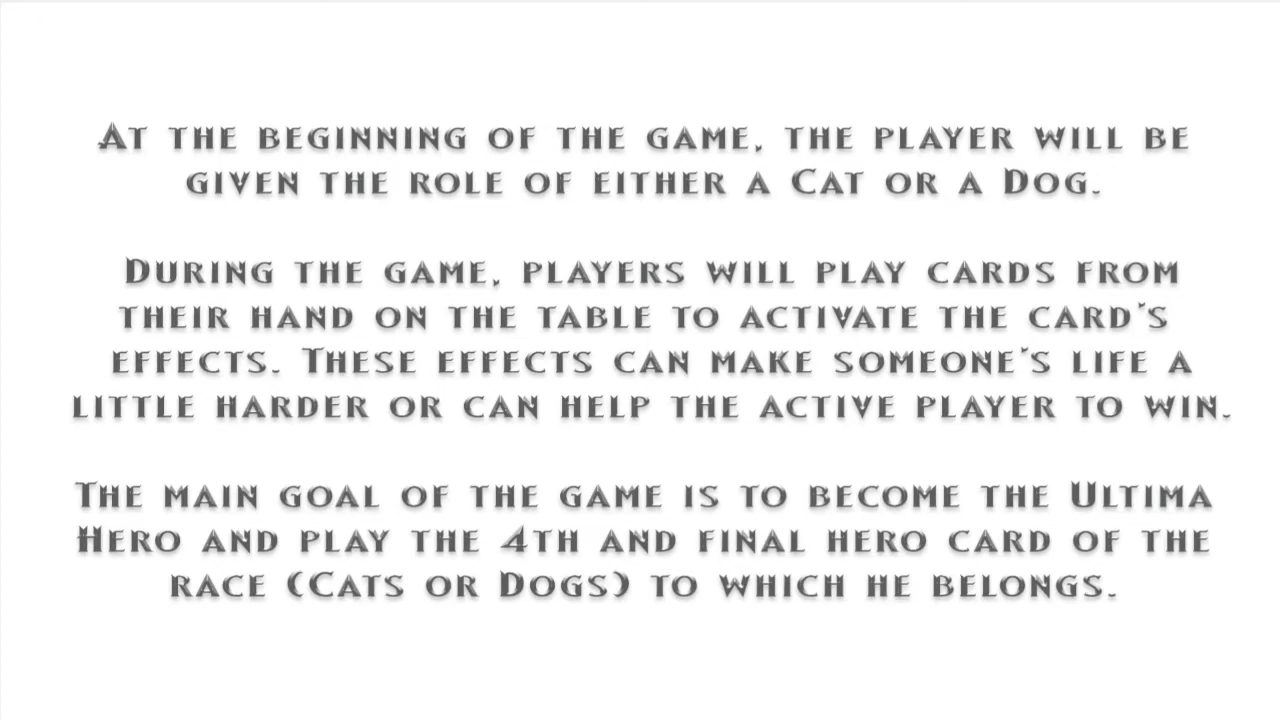 At the beginning of the game, the player will be
given the role of either a Cat or a Dog.
During the game, players will play cards from
their hand on the table to activate the card's
effects. These effects can make someone's life a
little harder or can help the active player to win.
The main goal of the game is to become the Ultima
Hero and play the 4th and final hero card of the
race (Cats or Dogs) to which he belongs.